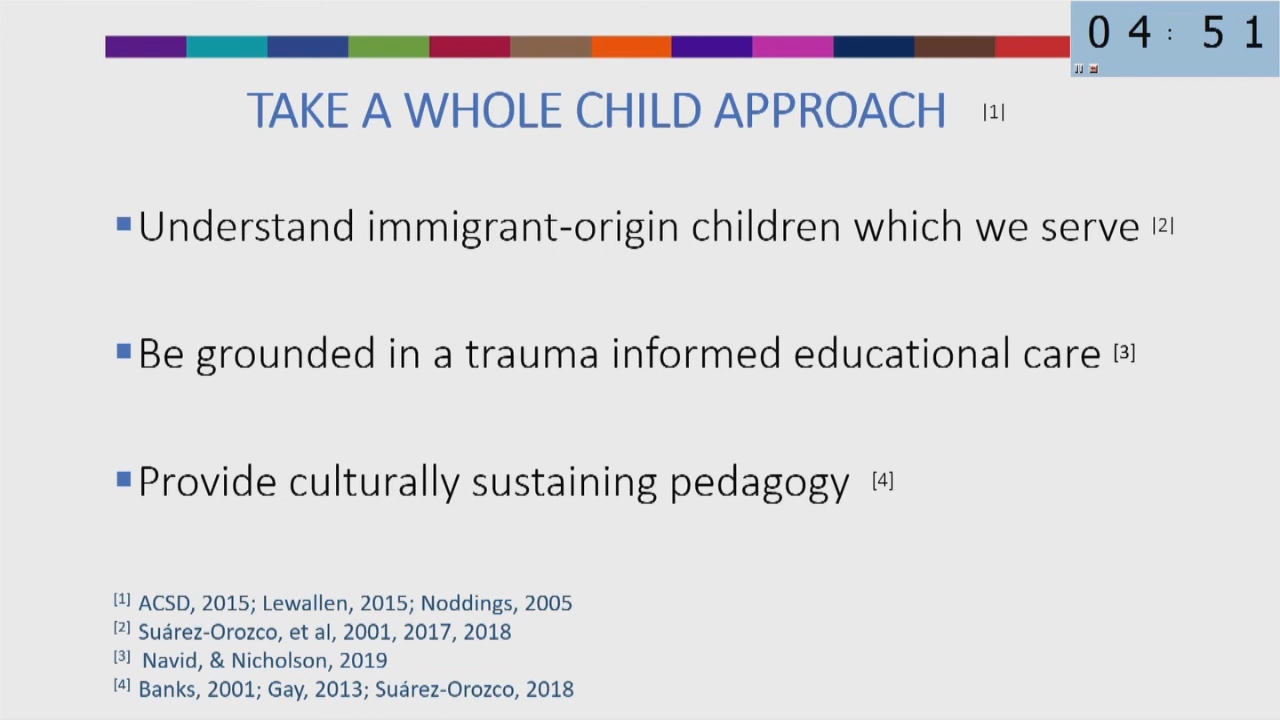 04:51
TAKE A WHOLE CHILD APPROACH [1]
▪Understand immigrant-origin children which we serve [2]
▪Be grounded in a trauma informed educational care [3]
▪Provide culturally sustaining pedagogy [4]
[1] ACSD, 2015; Lewallen, 2015; Noddings, 2005
[2] Suárez-Orozco, et al, 2001, 2017, 2018
[3] Navid, & Nicholson, 2019
[4] Banks, 2001; Gay, 2013; Suárez-Orozco, 2018